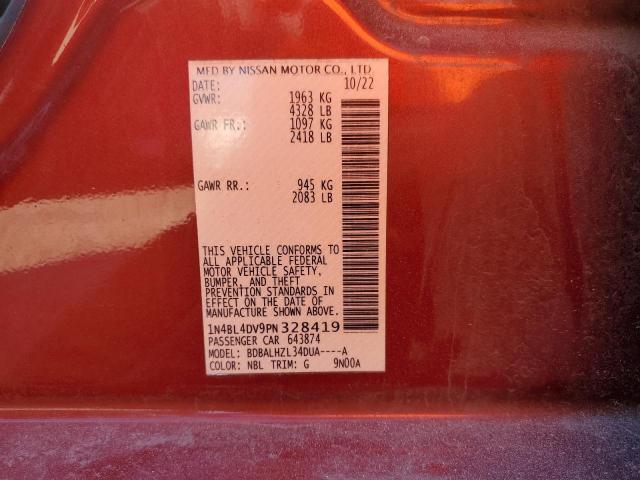 MFD BY NISSAN MOTOR CO., LTD
DATE: 10/22
GVWR: 1963 KG
4328 LB
GAWR FR.: 1097 KG
2418 LB
GAWR RR.: 945 KG
2083 LB
THIS VEHICLE CONFORMS TO
ALL APPLICABLE FEDERAL
MOTOR VEHICLE SAFETY,
BUMPER, AND THEFT
PREVENTION STANDARDS IN
EFFECT ON THE DATE OF
MANUFACTURE SHOWN ABOVE.
1N4BL4DV9PN328419
PASSENGER CAR 643874
MODEL: BDBALHZL34DUA----A
COLOR: NBL TRIM: G 9N00A